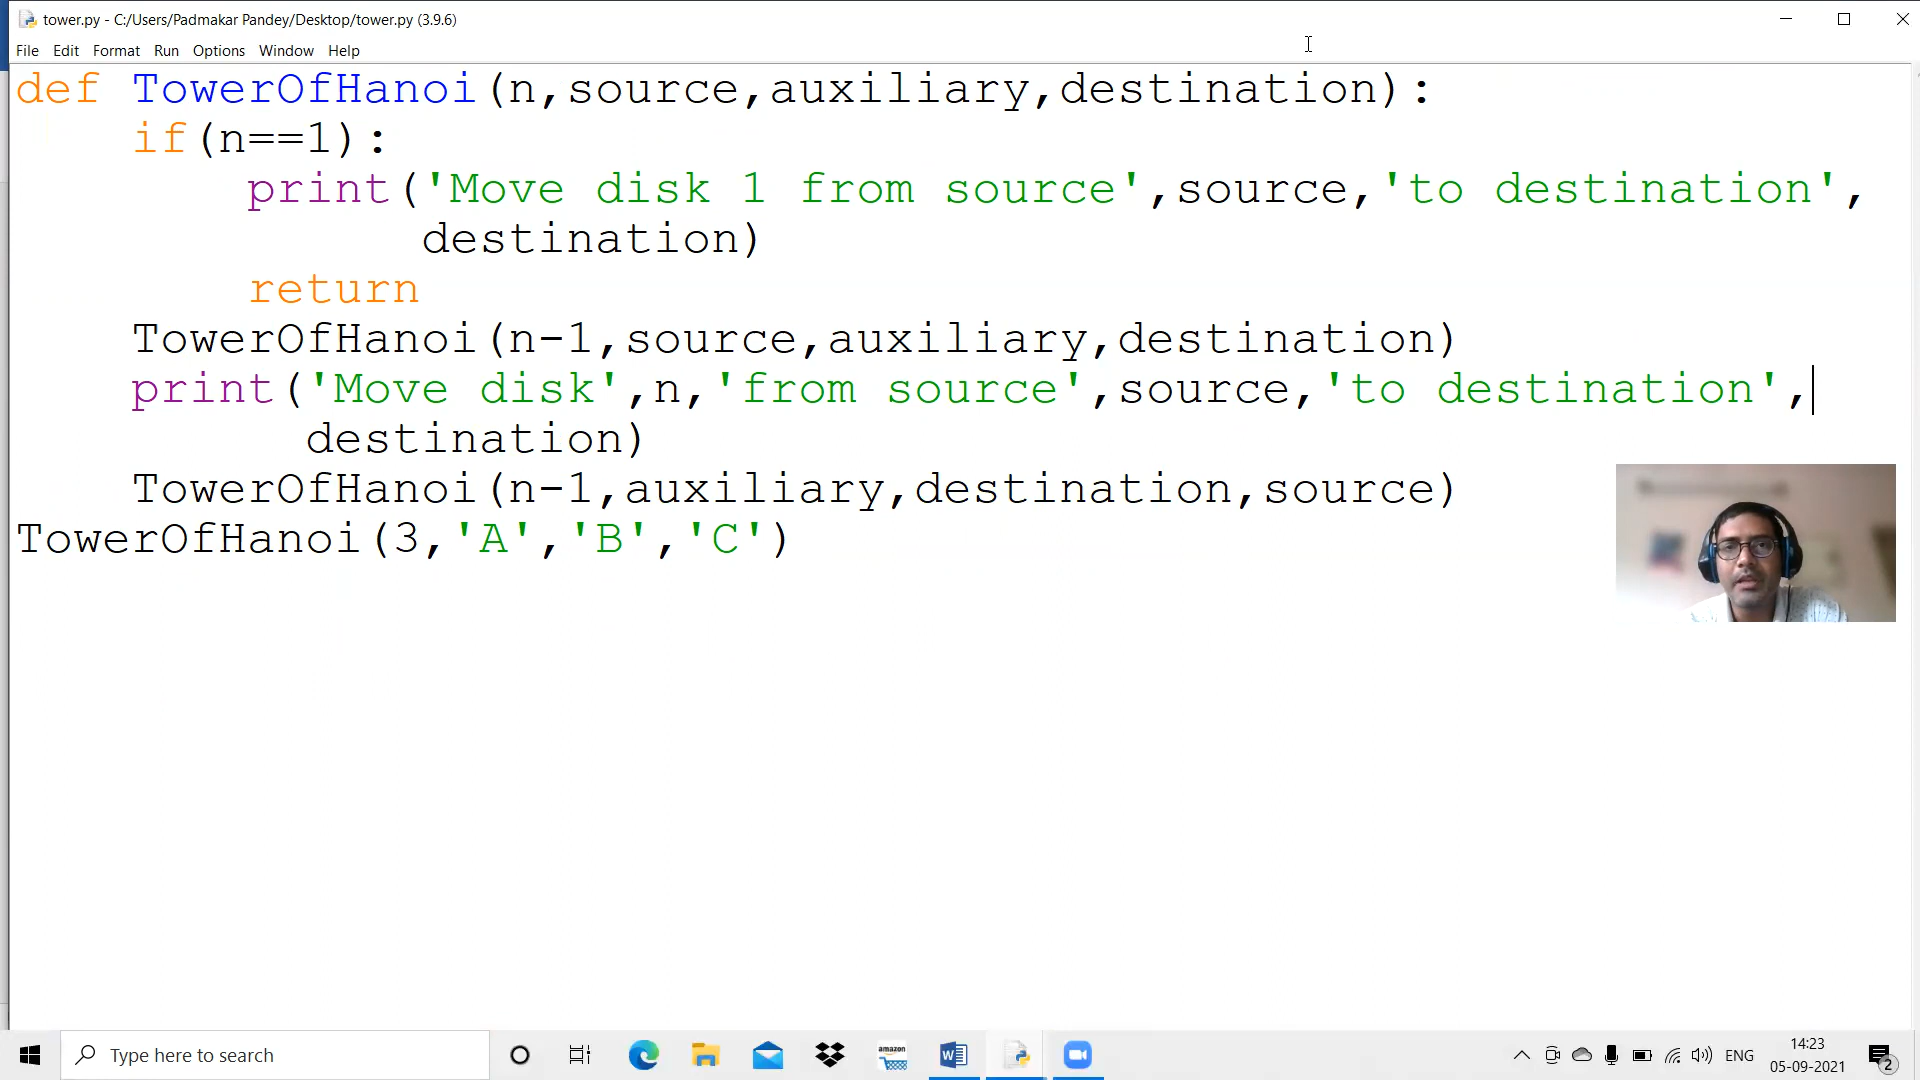 tower.py - C:/Users/Padmakar Pandey/Desktop/tower.py (3.9.6)
File Edit Format Run Options Window Help
def TowerOfHanoi(n,source,auxiliary,destination):
    if(n==1):
        print('Move disk 1 from source',source,'to destination',
              destination)
        return
    TowerOfHanoi(n-1,source,auxiliary,destination)
    print('Move disk',n,'from source',source,'to destination',
          destination)
    TowerOfHanoi(n-1,auxiliary,destination,source)
TowerOfHanoi(3,'A','B','C')
Type here to search
amazon
W
ENG
14:23
05-09-2021
2